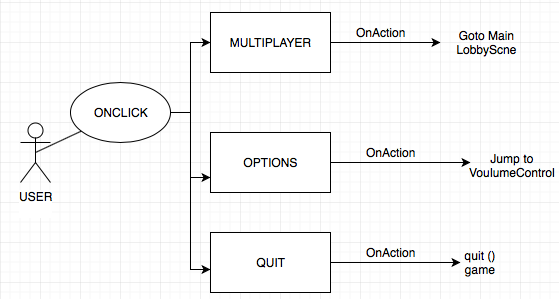 OnAction
MULTIPLAYER
Goto Main
LobbyScne
ONCLICK
USER
OnAction
OPTIONS
Jump to
VoulumeControl
OnAction
QUIT
quit ()
game